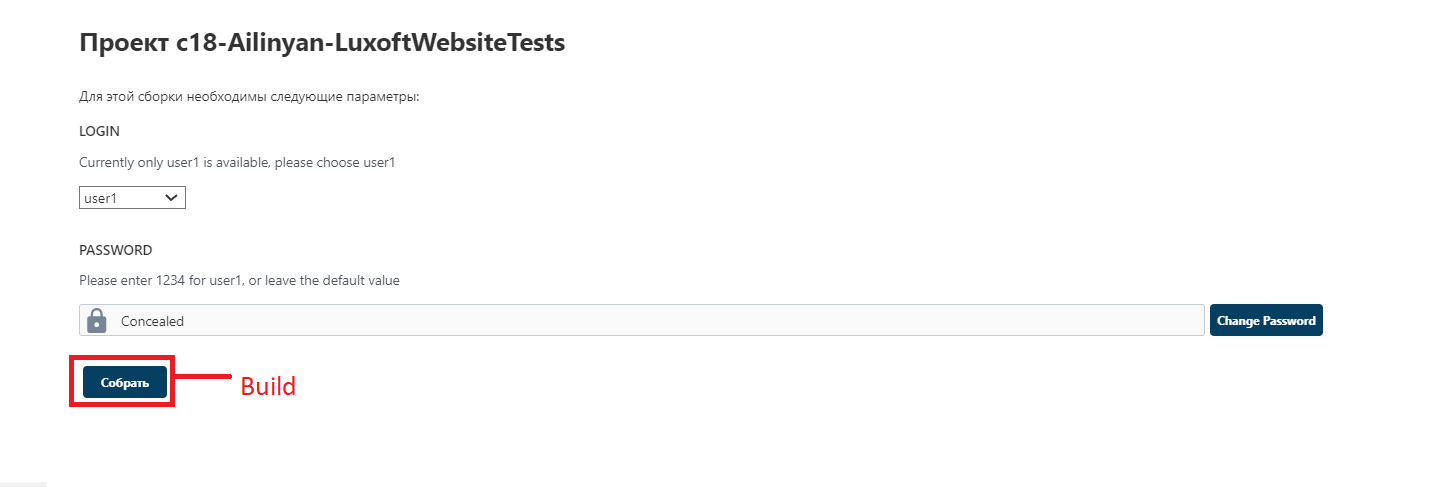 Проект c18-Ailinyan-LuxoftWebsiteTests
Для этой сборки необходимы следующие параметры:
LOGIN
Currently only user1 is available, please choose user1
user1
PASSWORD
Please enter 1234 for user1, or leave the default value
Concealed
Change Password
Собрать
Build